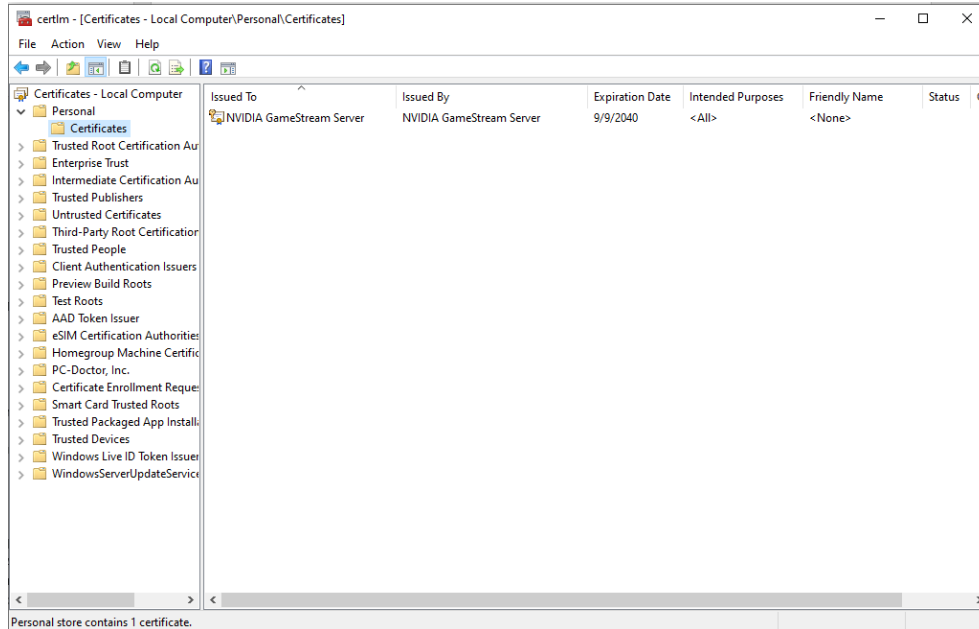 certlm - [Certificates - Local Computer\Personal\Certificates]
File Action View Help
Certificates - Local Computer
Personal
Certificates
Trusted Root Certification Au
Enterprise Trust
Intermediate Certification Au
Trusted Publishers
Untrusted Certificates
Third-Party Root Certification
Trusted People
Client Authentication Issuers
Preview Build Roots
Test Roots
AAD Token Issuer
eSIM Certification Authorities
Homegroup Machine Certific
PC-Doctor, Inc.
Certificate Enrollment Reques
Smart Card Trusted Roots
Trusted Packaged App Installa
Trusted Devices
Windows Live ID Token Issuer
WindowsServerUpdateService
Issued To Issued By Expiration Date Intended Purposes Friendly Name Status
NVIDIA GameStream Server NVIDIA GameStream Server 9/9/2040 <All> <None>
Personal store contains 1 certificate.